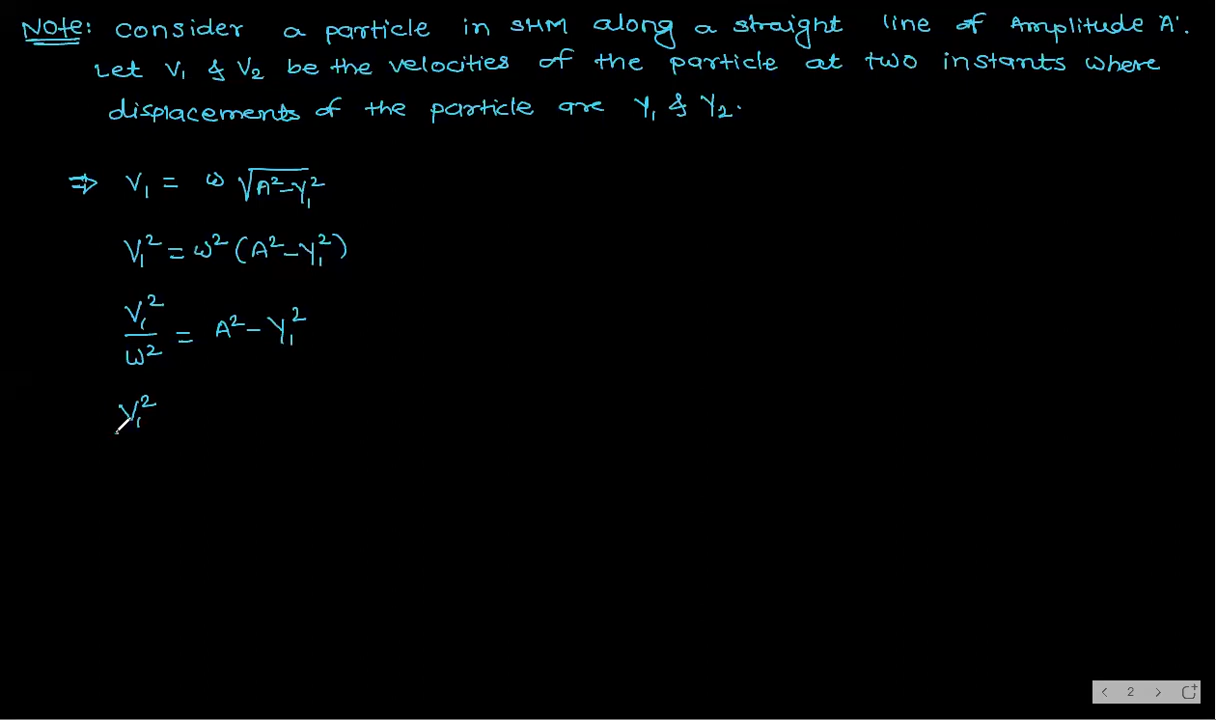 Note: Consider a particle in SHM along a straight line of Amplitude 'A'.
Let V₁ & V₂ be the velocities of the particle at two instants where
displacements of the particle are Y₁ & Y₂.
⇒ V₁ = ω √(A²-Y₁²)
V₁² = ω² (A²-Y₁²)
V₁²/ω² = A² - Y₁²
Y₁²
< 2 >